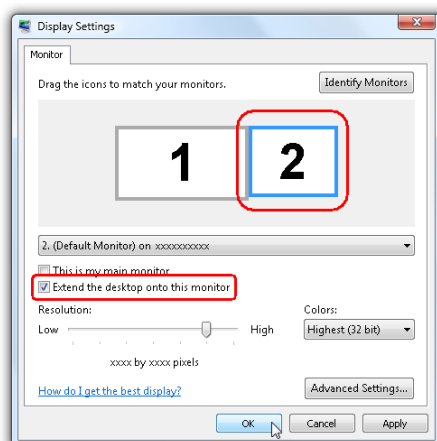 Display Settings
Monitor
Drag the icons to match your monitors.
Identify Monitors
1
2
2. (Default Monitor) on xxxxxxxxxx
This is my main monitor
Extend the desktop onto this monitor
Resolution:
Colors:
Low
High
Highest (32 bit)
xxxx by xxxx pixels
How do I get the best display?
Advanced Settings...
OK
Cancel
Apply